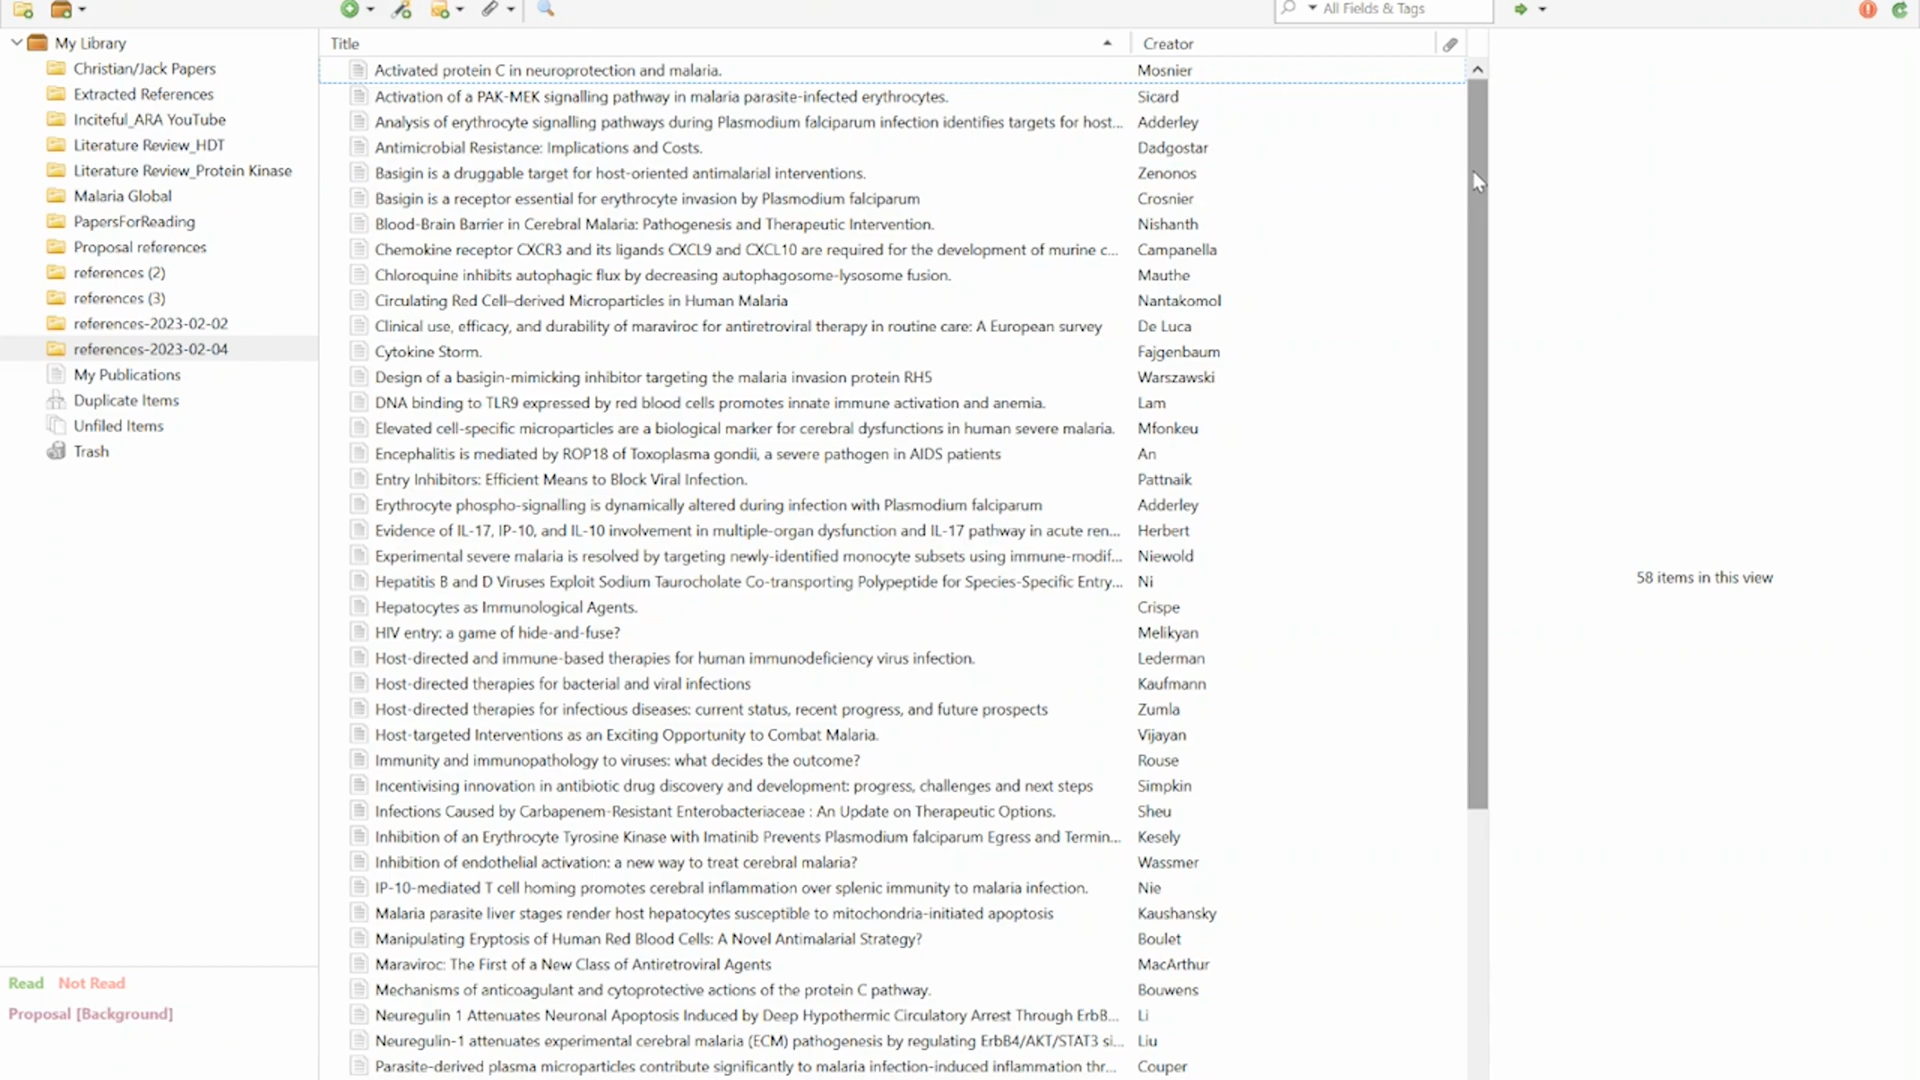 All Fields & Tags
My Library
Christian/Jack Papers
Extracted References
Inciteful_ARA YouTube
Literature Review_HDT
Literature Review_Protein Kinase
Malaria Global
PapersForReading
Proposal references
references (2)
references (3)
references-2023-02-02
references-2023-02-04
My Publications
Duplicate Items
Unfiled Items
Trash
Read Not Read
Proposal [Background]
Title Creator
Activated protein C in neuroprotection and malaria. Mosnier
Activation of a PAK-MEK signalling pathway in malaria parasite-infected erythrocytes. Sicard
Analysis of erythrocyte signalling pathways during Plasmodium falciparum infection identifies targets for host... Adderley
Antimicrobial Resistance: Implications and Costs. Dadgostar
Basigin is a druggable target for host-oriented antimalarial interventions. Zenonos
Basigin is a receptor essential for erythrocyte invasion by Plasmodium falciparum Crosnier
Blood-Brain Barrier in Cerebral Malaria: Pathogenesis and Therapeutic Intervention. Nishanth
Chemokine receptor CXCR3 and its ligands CXCL9 and CXCL10 are required for the development of murine c... Campanella
Chloroquine inhibits autophagic flux by decreasing autophagosome-lysosome fusion. Mauthe
Circulating Red Cell–derived Microparticles in Human Malaria Nantakomol
Clinical use, efficacy, and durability of maraviroc for antiretroviral therapy in routine care: A European survey De Luca
Cytokine Storm. Fajgenbaum
Design of a basigin-mimicking inhibitor targeting the malaria invasion protein RH5 Warszawski
DNA binding to TLR9 expressed by red blood cells promotes innate immune activation and anemia. Lam
Elevated cell-specific microparticles are a biological marker for cerebral dysfunctions in human severe malaria. Mfonkeu
Encephalitis is mediated by ROP18 of Toxoplasma gondii, a severe pathogen in AIDS patients An
Entry Inhibitors: Efficient Means to Block Viral Infection. Pattnaik
Erythrocyte phospho-signalling is dynamically altered during infection with Plasmodium falciparum Adderley
Evidence of IL-17, IP-10, and IL-10 involvement in multiple-organ dysfunction and IL-17 pathway in acute ren... Herbert
Experimental severe malaria is resolved by targeting newly-identified monocyte subsets using immune-modif... Niewold
Hepatitis B and D Viruses Exploit Sodium Taurocholate Co-transporting Polypeptide for Species-Specific Entry... Ni
Hepatocytes as Immunological Agents. Crispe
HIV entry: a game of hide-and-fuse? Melikyan
Host-directed and immune-based therapies for human immunodeficiency virus infection. Lederman
Host-directed therapies for bacterial and viral infections Kaufmann
Host-directed therapies for infectious diseases: current status, recent progress, and future prospects Zumla
Host-targeted Interventions as an Exciting Opportunity to Combat Malaria. Vijayan
Immunity and immunopathology to viruses: what decides the outcome? Rouse
Incentivising innovation in antibiotic drug discovery and development: progress, challenges and next steps Simpkin
Infections Caused by Carbapenem-Resistant Enterobacteriaceae : An Update on Therapeutic Options. Sheu
Inhibition of an Erythrocyte Tyrosine Kinase with Imatinib Prevents Plasmodium falciparum Egress and Termin... Kesely
Inhibition of endothelial activation: a new way to treat cerebral malaria? Wassmer
IP-10-mediated T cell homing promotes cerebral inflammation over splenic immunity to malaria infection. Nie
Malaria parasite liver stages render host hepatocytes susceptible to mitochondria-initiated apoptosis Kaushansky
Manipulating Eryptosis of Human Red Blood Cells: A Novel Antimalarial Strategy? Boulet
Maraviroc: The First of a New Class of Antiretroviral Agents MacArthur
Mechanisms of anticoagulant and cytoprotective actions of the protein C pathway. Bouwens
Neuregulin 1 Attenuates Neuronal Apoptosis Induced by Deep Hypothermic Circulatory Arrest Through ErbB... Li
Neuregulin-1 attenuates experimental cerebral malaria (ECM) pathogenesis by regulating ErbB4/AKT/STAT3 si... Liu
Parasite-derived plasma microparticles contribute significantly to malaria infection-induced inflammation thr... Couper
58 items in this view